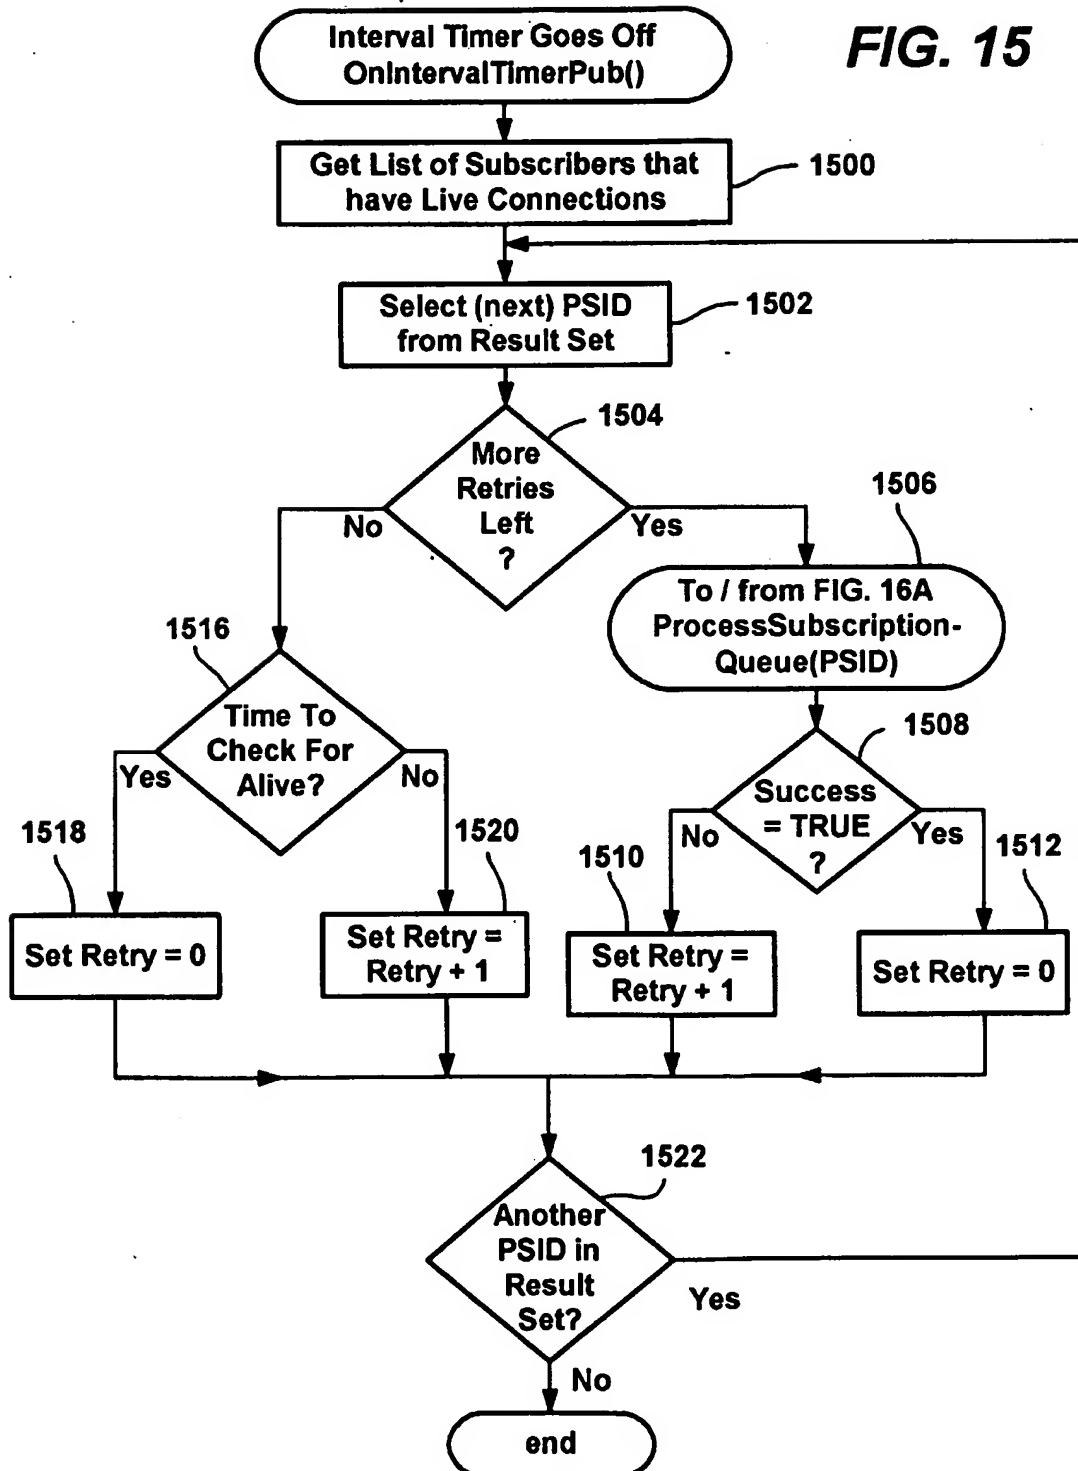 Interval Timer Goes Off
OnIntervalTimerPub()
FIG. 15
Get List of Subscribers that
have Live Connections
1500
Select (next) PSID
from Result Set
1502
More
Retries
Left
?
1504
No
Yes
1506
To / from FIG. 16A
ProcessSubscription-
Queue(PSID)
1516
Time To
Check For
Alive?
Yes
No
1508
Success
= TRUE
?
No
Yes
1518
Set Retry = 0
1520
Set Retry =
Retry + 1
1510
Set Retry =
Retry + 1
1512
Set Retry = 0
1522
Another
PSID in
Result
Set?
Yes
No
end